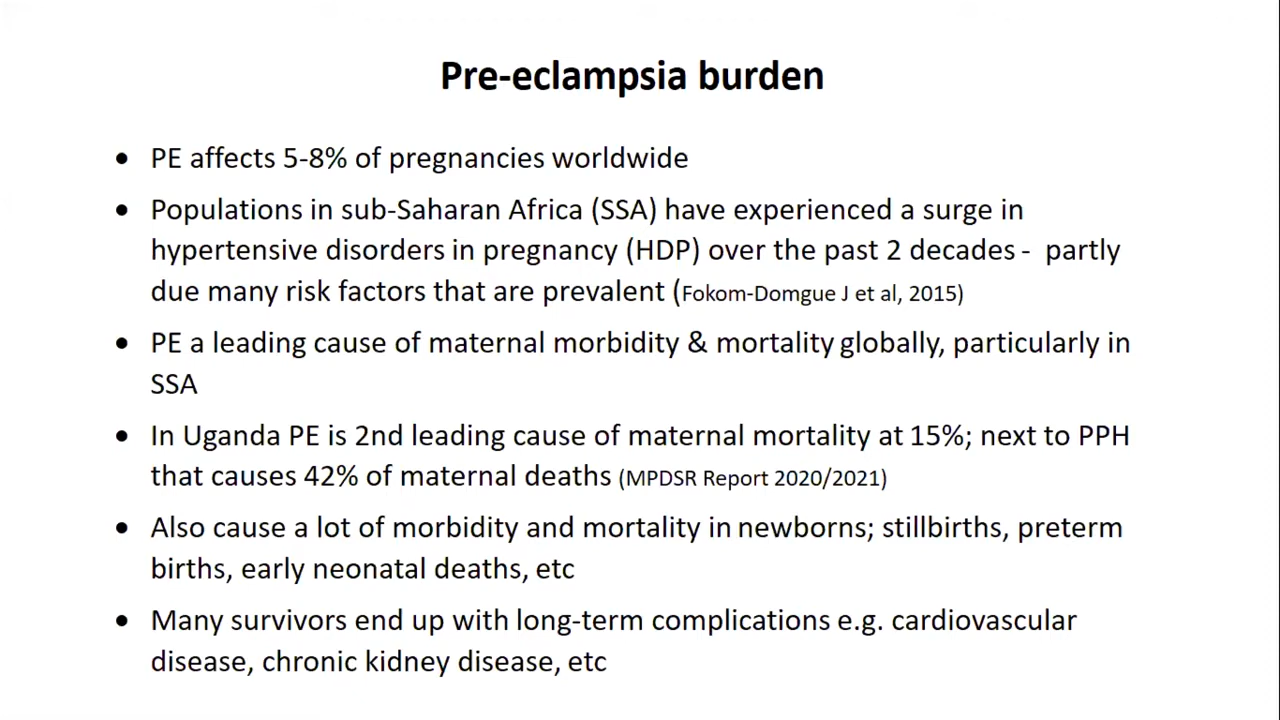 Pre-eclampsia burden
• PE affects 5-8% of pregnancies worldwide
• Populations in sub-Saharan Africa (SSA) have experienced a surge in
hypertensive disorders in pregnancy (HDP) over the past 2 decades - partly
due many risk factors that are prevalent (Fokom-Domgue J et al, 2015)
• PE a leading cause of maternal morbidity & mortality globally, particularly in
SSA
• In Uganda PE is 2nd leading cause of maternal mortality at 15%; next to PPH
that causes 42% of maternal deaths (MPDSR Report 2020/2021)
• Also cause a lot of morbidity and mortality in newborns; stillbirths, preterm
births, early neonatal deaths, etc
• Many survivors end up with long-term complications e.g. cardiovascular
disease, chronic kidney disease, etc